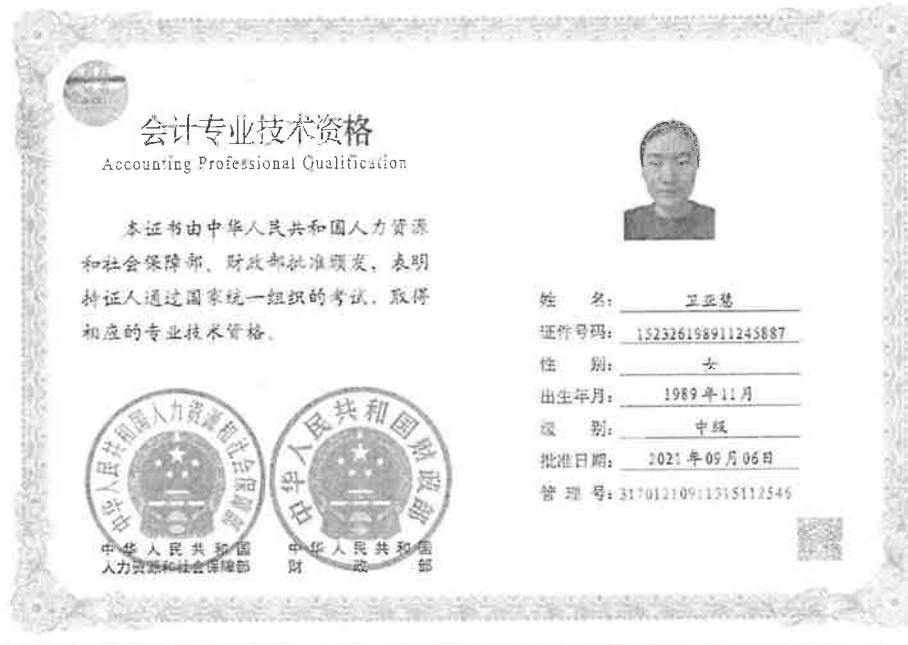 会计专业技术资格
Accounting Professional Qualification
本证书由中华人民共和国人力资源
和社会保障部、财政部批准颁发，表明
持证人通过国家统一组织的考试，取得
相应的专业技术资格。
姓 名：卫亚慧
证件号码：152326198911245887
性 别：女
出生年月：1989年11月
级 别：中级
批准日期：2021年09月06日
管 理 号：31701210911315112546
中华人民共和国人力资源和社会保障部
中华人民共和国财政部
中华人民共和国
人力资源和社会保障部
中华人民共和国
财政部